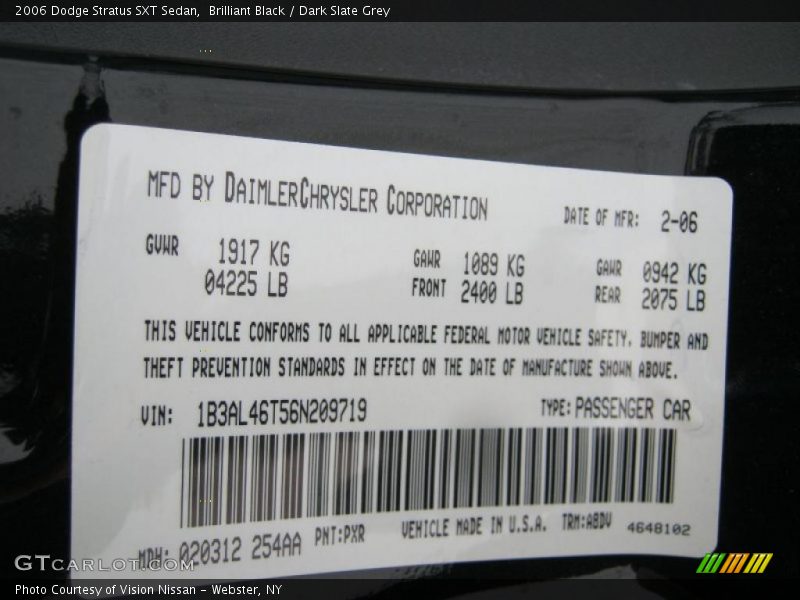 2006 Dodge Stratus SXT Sedan,  Brilliant Black / Dark Slate Grey
MFD BY DAIMLERCHRYSLER CORPORATION
DATE OF MFR: 2-06
GVWR 1917 KG
04225 LB
GAWR 1089 KG
FRONT 2400 LB
GAWR 0942 KG
REAR 2075 LB
THIS VEHICLE CONFORMS TO ALL APPLICABLE FEDERAL MOTOR VEHICLE SAFETY, BUMPER AND
THEFT PREVENTION STANDARDS IN EFFECT ON THE DATE OF MANUFACTURE SHOWN ABOVE.
VIN: 1B3AL46T56N209719
TYPE: PASSENGER CAR
MDH: 020312 254AA
PNT:PXR
VEHICLE MADE IN U.S.A.
TRM:A8DV
4648102
GTCARLOT.COM
Photo Courtesy of Vision Nissan - Webster, NY